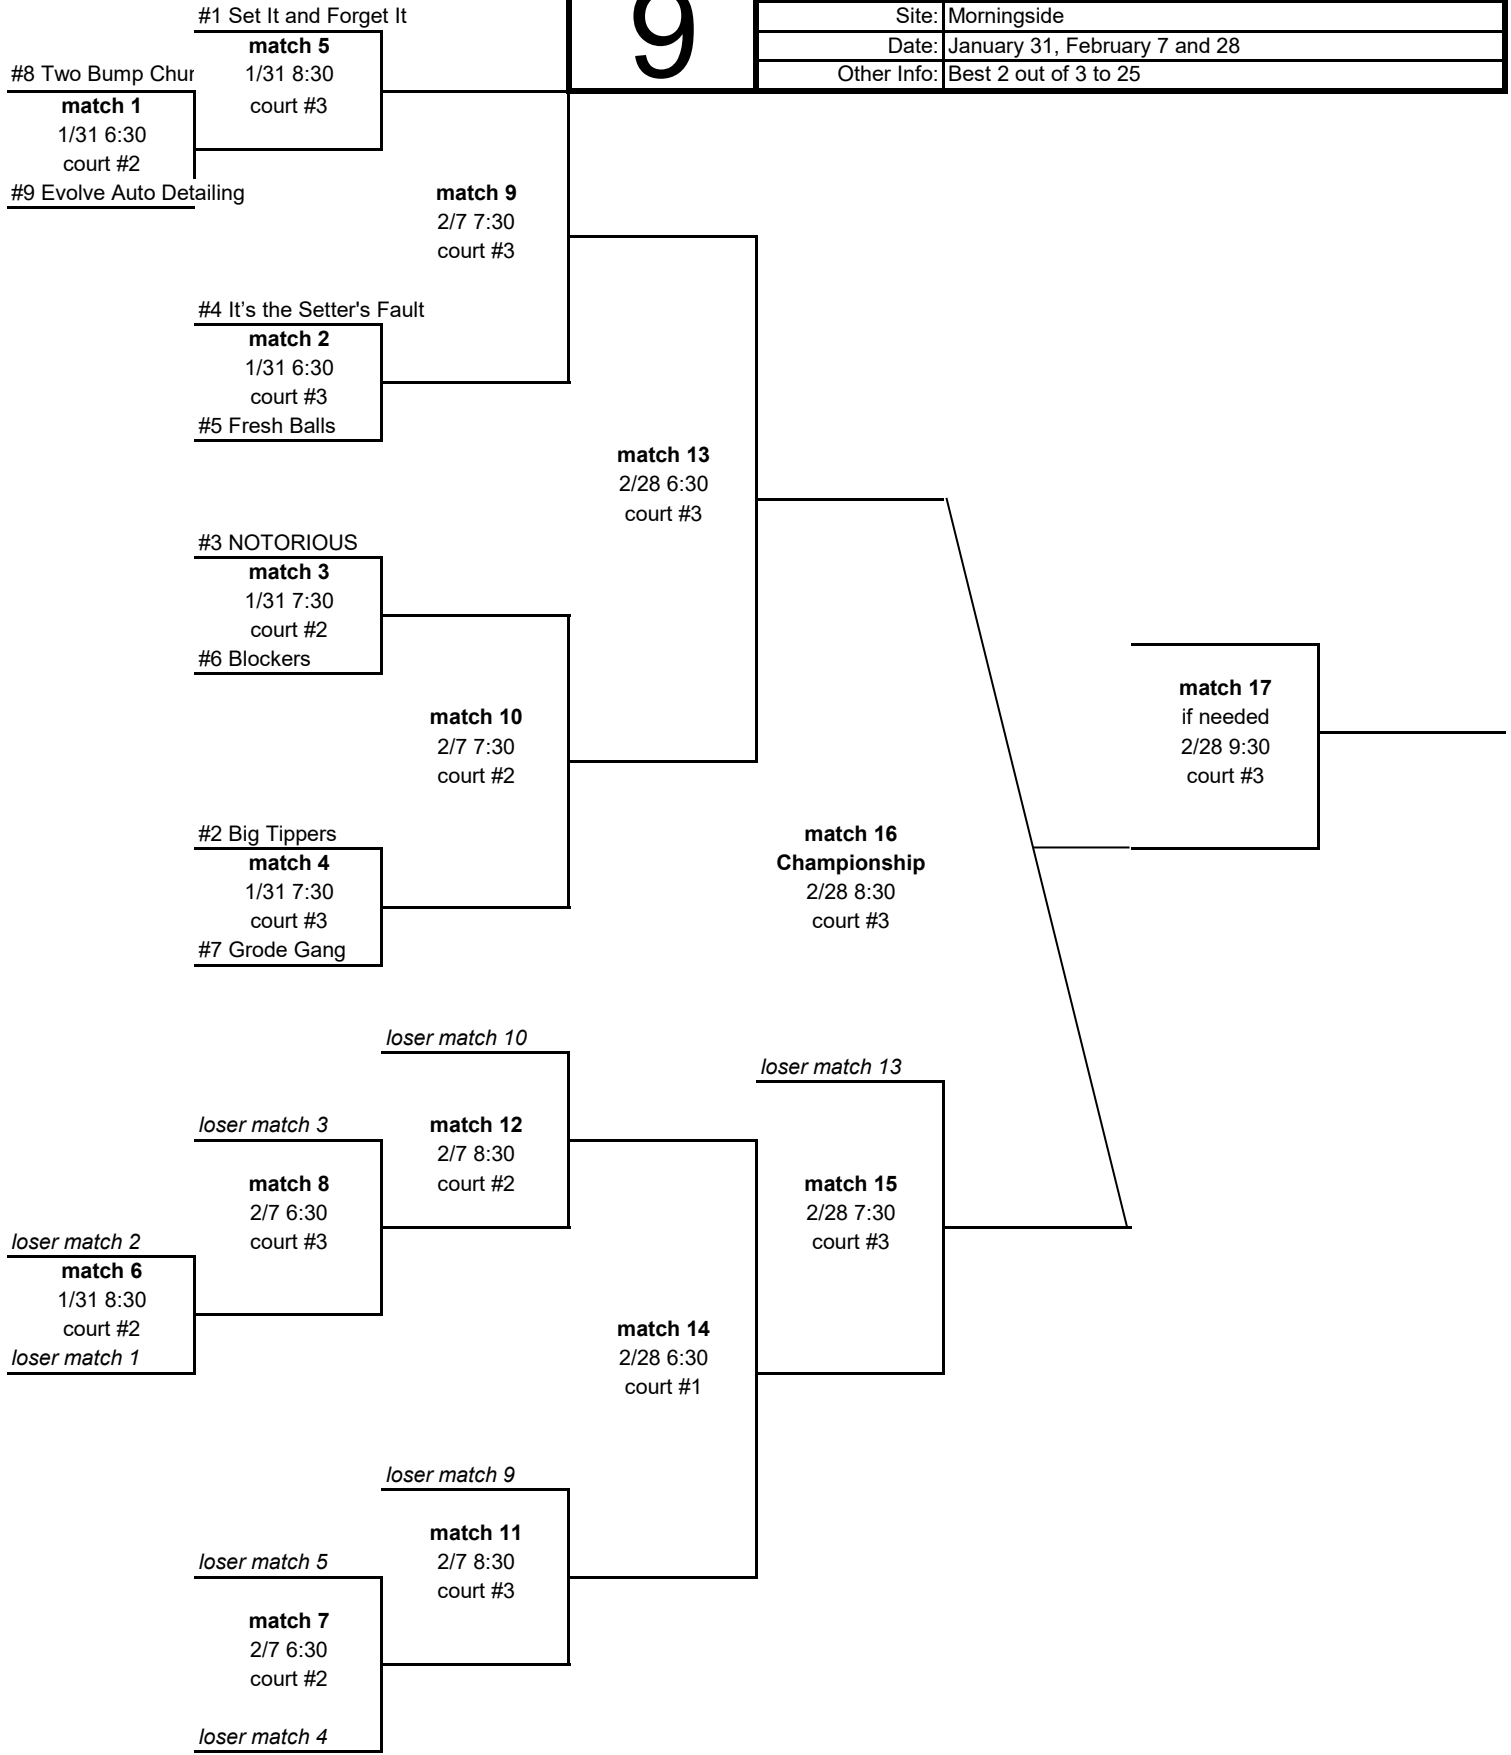 #1 Set It and Forget It
match 5
1/31 8:30
court #3
#8 Two Bump Chur
match 1
1/31 6:30
court #2
#9 Evolve Auto Detailing
9
Site: Morningside
Date: January 31, February 7 and 28
Other Info: Best 2 out of 3 to 25
match 9
2/7 7:30
court #3
#4 It’s the Setter's Fault
match 2
1/31 6:30
court #3
#5 Fresh Balls
match 13
2/28 6:30
court #3
#3 NOTORIOUS
match 3
1/31 7:30
court #2
#6 Blockers
match 10
2/7 7:30
court #2
match 17
if needed
2/28 9:30
court #3
#2 Big Tippers
match 4
1/31 7:30
court #3
#7 Grode Gang
match 16
Championship
2/28 8:30
court #3
loser match 10
loser match 13
loser match 3
match 12
2/7 8:30
court #2
match 8
2/7 6:30
court #3
match 15
2/28 7:30
court #3
loser match 2
match 6
1/31 8:30
court #2
loser match 1
match 14
2/28 6:30
court #1
loser match 9
match 11
2/7 8:30
court #3
loser match 5
match 7
2/7 6:30
court #2
loser match 4